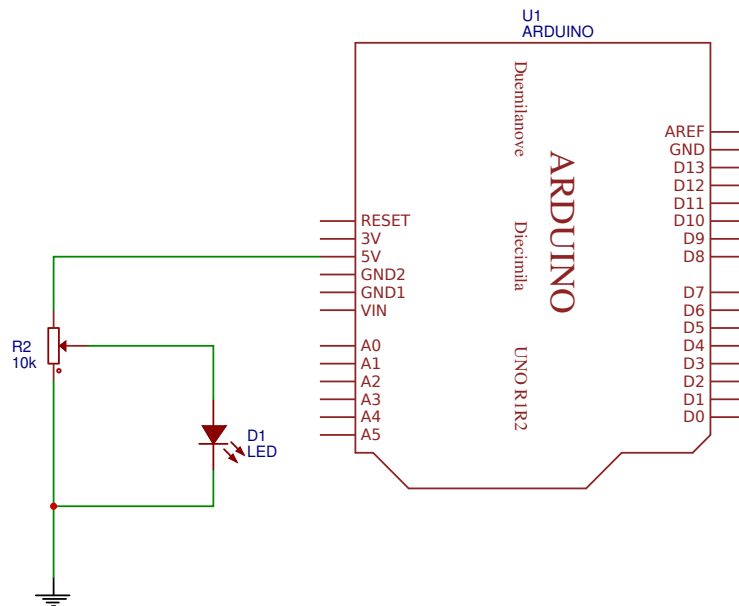 U1
ARDUINO
Duemilanove
ARDUINO
Diecimila
UNO R1R2
RESET
3V
5V
GND2
GND1
VIN
A0
A1
A2
A3
A4
A5
AREF
GND
D13
D12
D11
D10
D9
D8
D7
D6
D5
D4
D3
D2
D1
D0
R2
10k
D1
LED